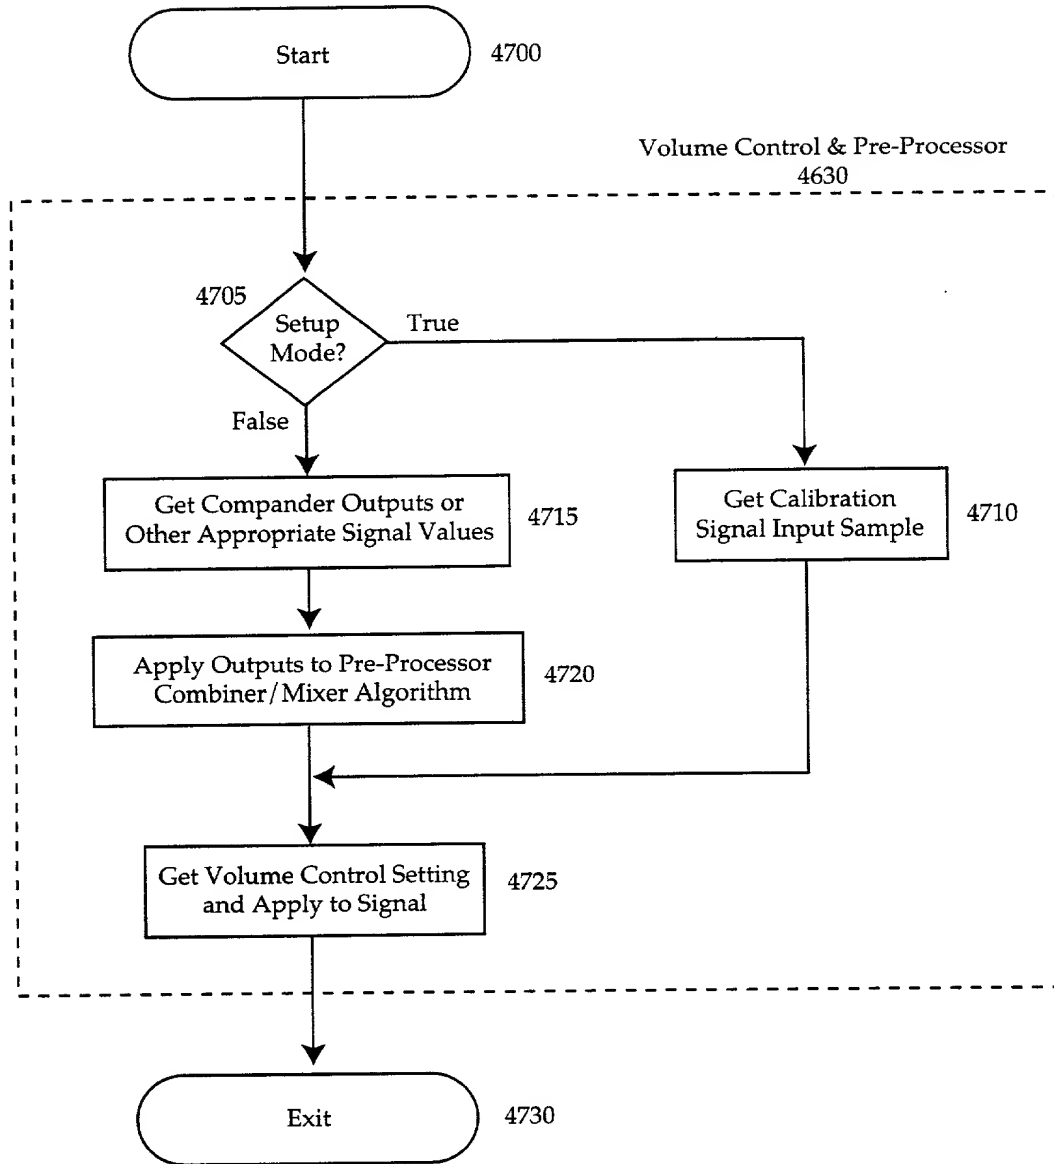 Start
4700
Volume Control & Pre-Processor
4630
4705
Setup
Mode?
True
False
Get Compander Outputs or
Other Appropriate Signal Values
4715
Get Calibration
Signal Input Sample
4710
Apply Outputs to Pre-Processor
Combiner/Mixer Algorithm
4720
Get Volume Control Setting
and Apply to Signal
4725
Exit
4730